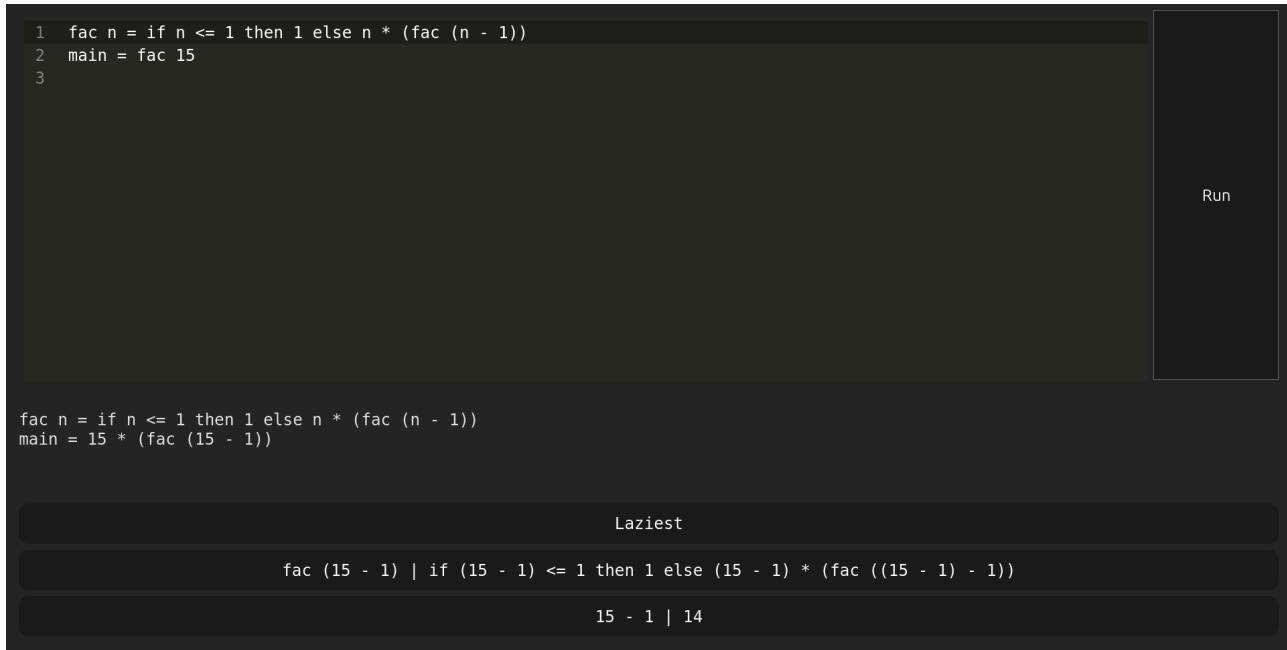 1 fac n = if n <= 1 then 1 else n * (fac (n - 1))
2 main = fac 15
3
Run
fac n = if n <= 1 then 1 else n * (fac (n - 1))
main = 15 * (fac (15 - 1))
Laziest
fac (15 - 1) | if (15 - 1) <= 1 then 1 else (15 - 1) * (fac ((15 - 1) - 1))
15 - 1 | 14